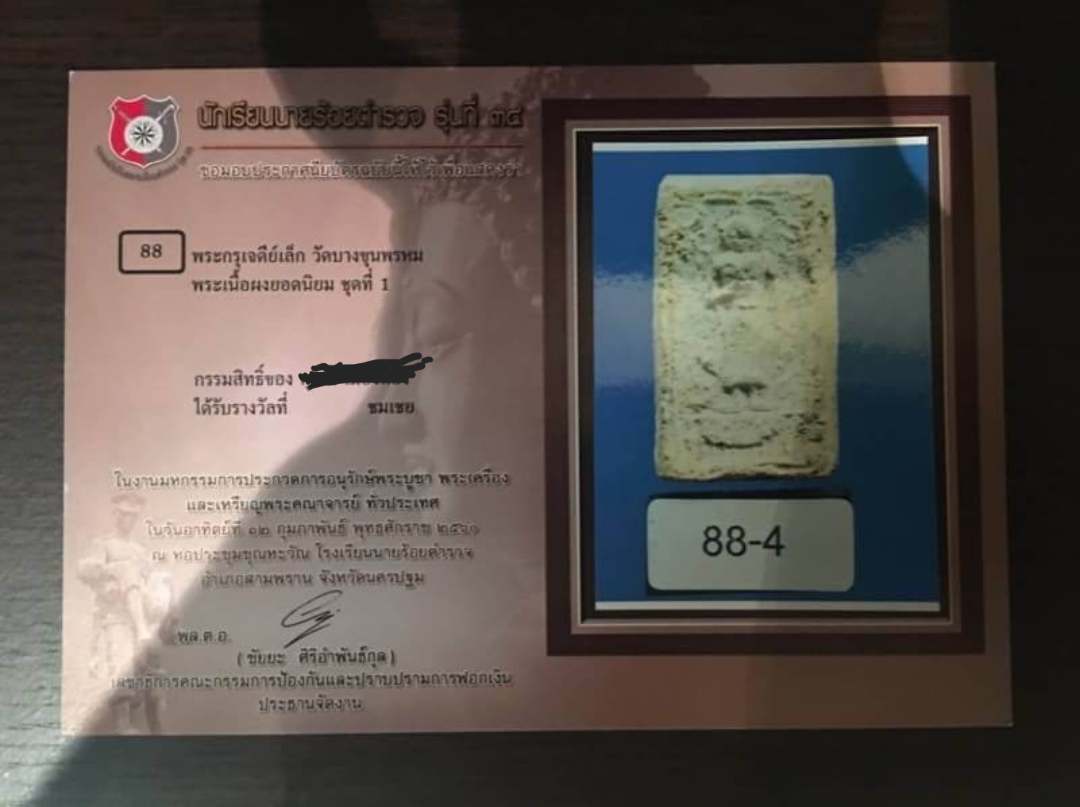 นักเรียนนายร้อยตำรวจ รุ่นที่ ๓๕
ขอมอบประกาศนียบัตรฉบับนี้ให้ไว้เพื่อแสดงว่า
88
พระกรุเจดีย์เล็ก วัดบางขุนพรหม
พระเนื้อผงยอดนิยม ชุดที่ 1
กรรมสิทธิ์ของ
ได้รับรางวัลที่ ชมเชย
ในงานมหกรรมการประกวดการอนุรักษ์พระบูชา พระเครื่อง
และเหรียญพระคณาจารย์ ทั่วประเทศ
ในวันอาทิตย์ที่ ๑๒ กุมภาพันธ์ พุทธศักราช
ณ หอประชุมชุณหะวัณ โรงเรียนนายร้อยตำรวจ
อำเภอสามพราน จังหวัดนครปฐม
พล.ต.อ.
( ชัยยะ ศิริอำพันธ์กุล )
เลขาธิการคณะกรรมการป้องกันและปราบปรามการฟอกเงิน
ประธานจัดงาน
88-4